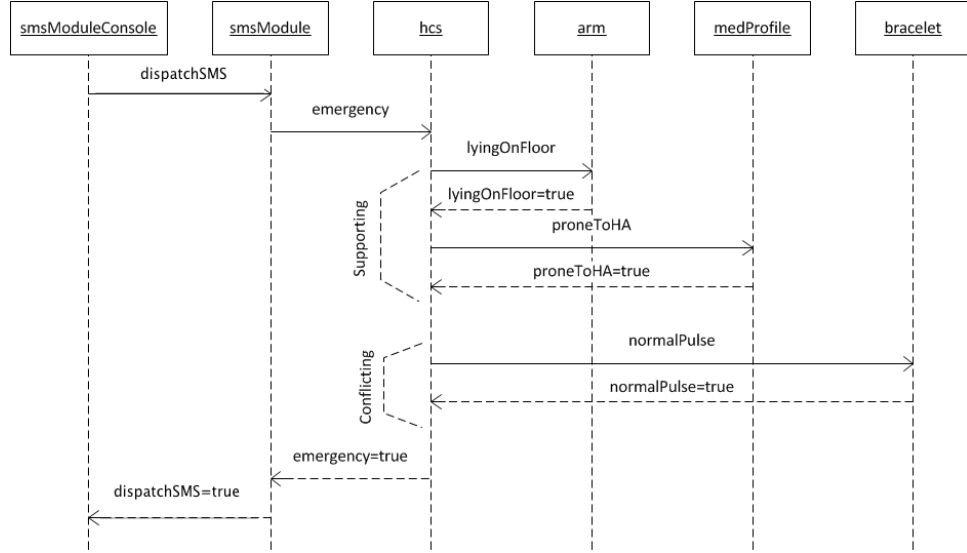 smsModuleConsole
smsModule
hcs
arm
medProfile
bracelet
dispatchSMS
emergency
lyingOnFloor
lyingOnFloor=true
Supporting
proneToHA
proneToHA=true
normalPulse
Conflicting
normalPulse=true
emergency=true
dispatchSMS=true